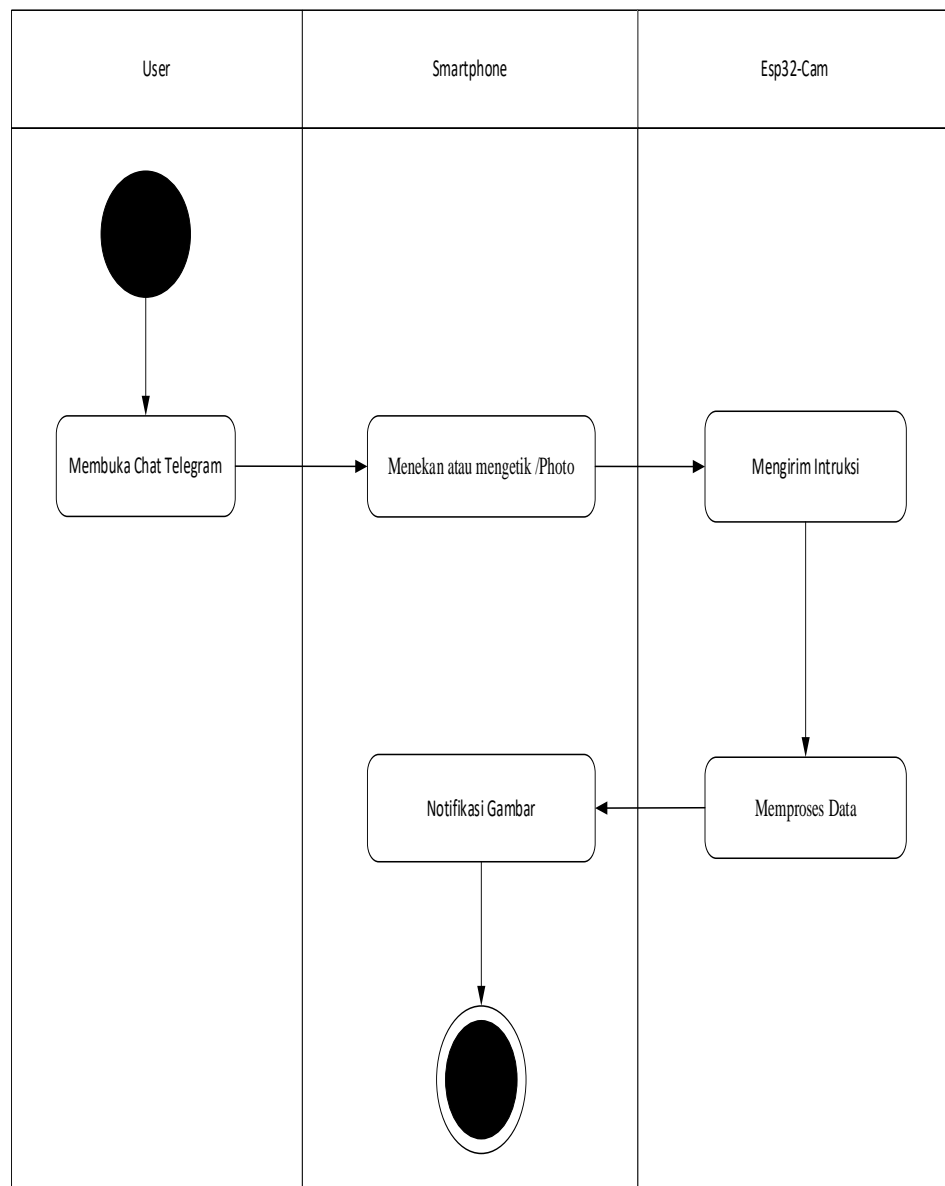 User
Smartphone
Esp32-Cam
Membuka Chat Telegram
Menekan atau mengetik /Photo
Mengirim Intruksi
Notifikasi Gambar
Memproses Data